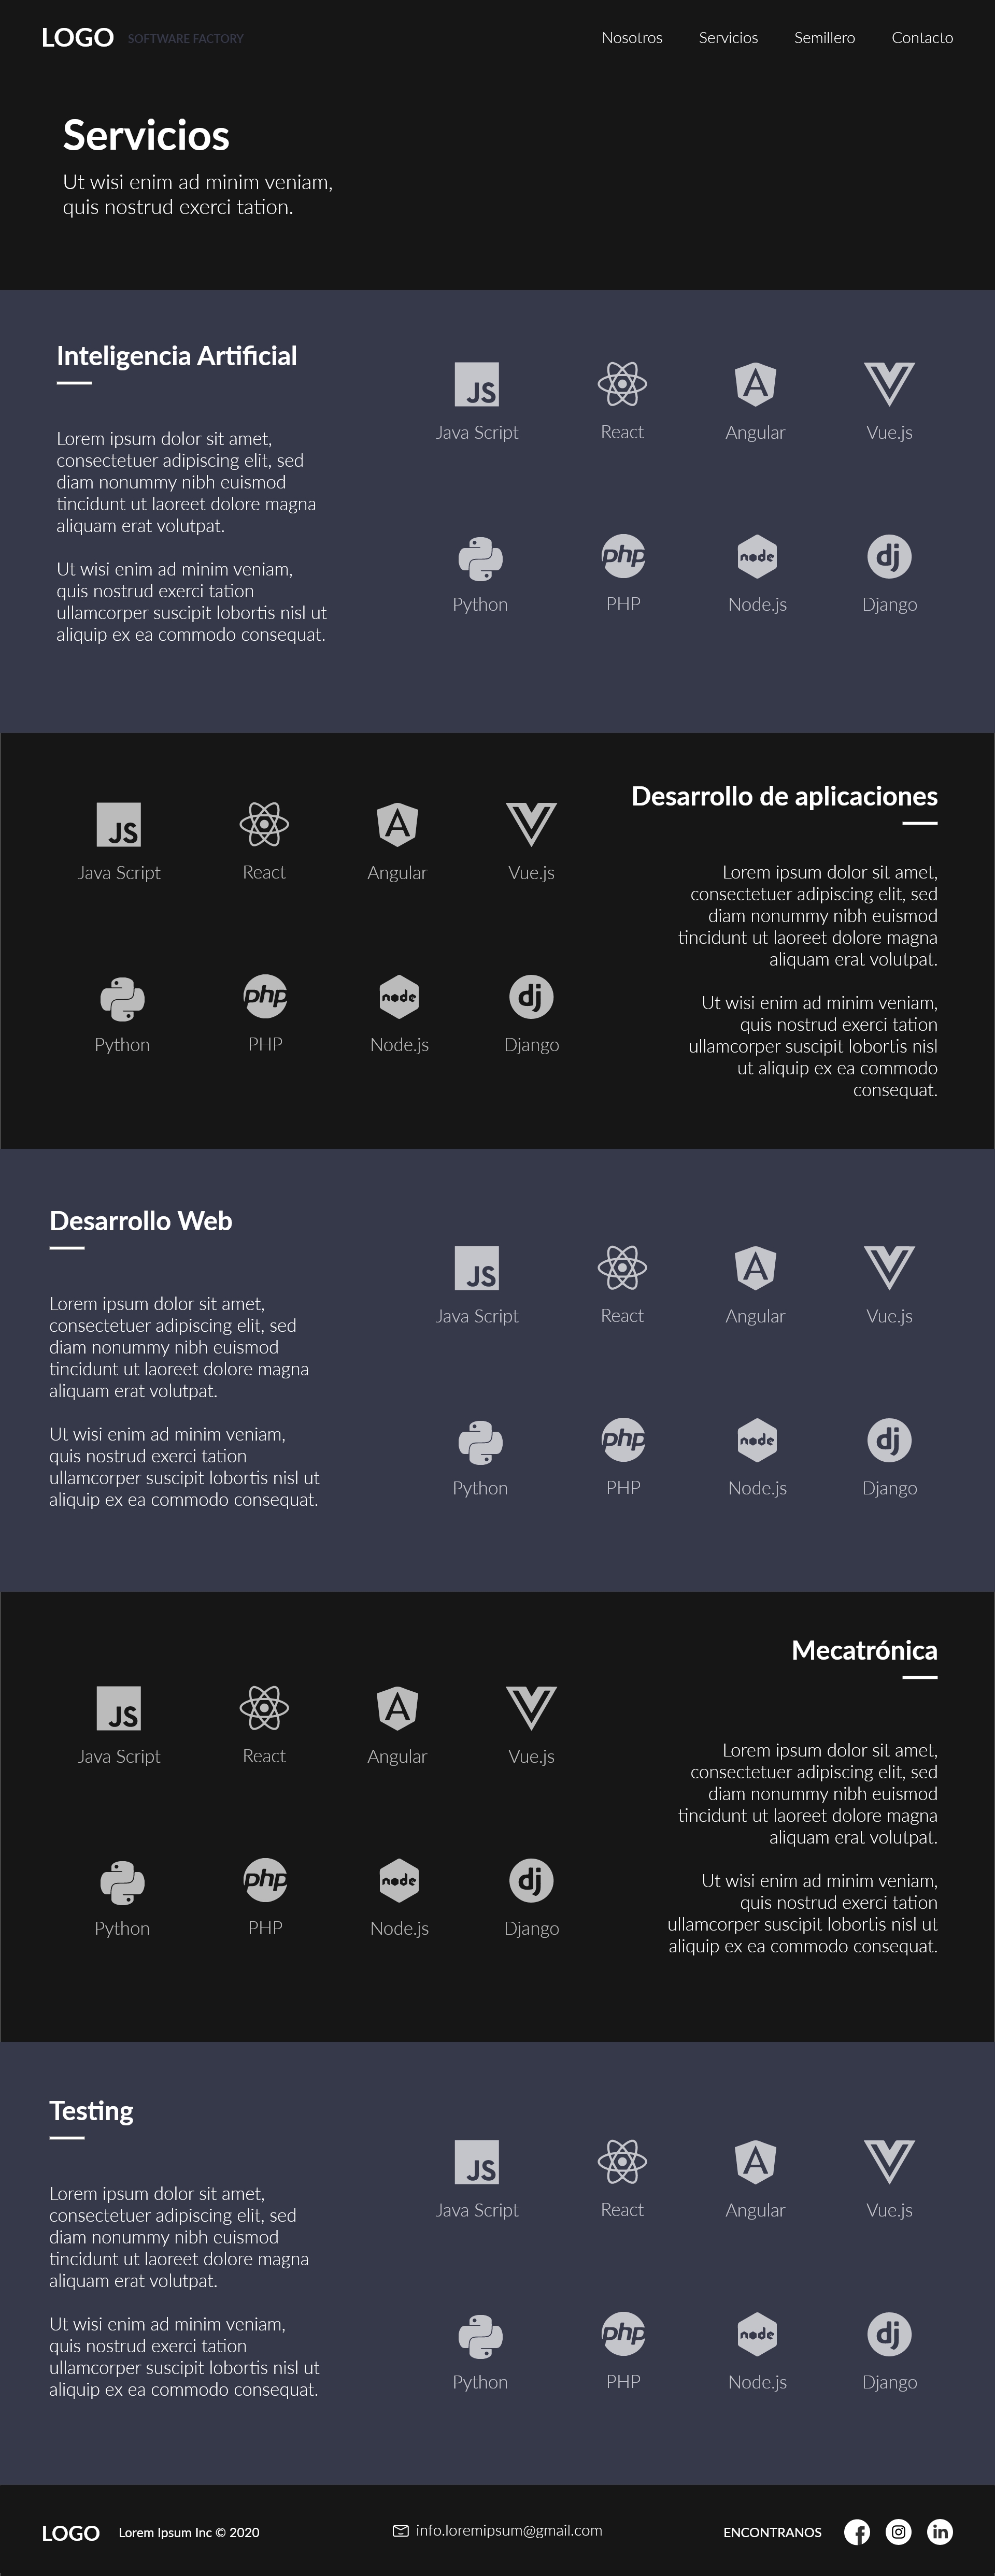 LOGO SOFTWARE FACTORY Nosotros Servicios Semillero Contacto
Servicios
Ut wisi enim ad minim veniam,
quis nostrud exerci tation.
Inteligencia Artificial
Lorem ipsum dolor sit amet,
consectetuer adipiscing elit, sed
diam nonummy nibh euismod
tincidunt ut laoreet dolore magna
aliquam erat volutpat.
Ut wisi enim ad minim veniam,
quis nostrud exerci tation
ullamcorper suscipit lobortis nisl ut
aliquip ex ea commodo consequat.
JS
Java Script React Angular Vue.js
php node dj
Python PHP Node.js Django
Desarrollo de aplicaciones
JS
Java Script React Angular Vue.js
php node dj
Python PHP Node.js Django
Lorem ipsum dolor sit amet,
consectetuer adipiscing elit, sed
diam nonummy nibh euismod
tincidunt ut laoreet dolore magna
aliquam erat volutpat.
Ut wisi enim ad minim veniam,
quis nostrud exerci tation
ullamcorper suscipit lobortis nisl
ut aliquip ex ea commodo
consequat.
Desarrollo Web
Lorem ipsum dolor sit amet,
consectetuer adipiscing elit, sed
diam nonummy nibh euismod
tincidunt ut laoreet dolore magna
aliquam erat volutpat.
Ut wisi enim ad minim veniam,
quis nostrud exerci tation
ullamcorper suscipit lobortis nisl ut
aliquip ex ea commodo consequat.
JS
Java Script React Angular Vue.js
php node dj
Python PHP Node.js Django
Mecatrónica
JS
Java Script React Angular Vue.js
php node dj
Python PHP Node.js Django
Lorem ipsum dolor sit amet,
consectetuer adipiscing elit, sed
diam nonummy nibh euismod
tincidunt ut laoreet dolore magna
aliquam erat volutpat.
Ut wisi enim ad minim veniam,
quis nostrud exerci tation
ullamcorper suscipit lobortis nisl ut
aliquip ex ea commodo consequat.
Testing
Lorem ipsum dolor sit amet,
consectetuer adipiscing elit, sed
diam nonummy nibh euismod
tincidunt ut laoreet dolore magna
aliquam erat volutpat.
Ut wisi enim ad minim veniam,
quis nostrud exerci tation
ullamcorper suscipit lobortis nisl ut
aliquip ex ea commodo consequat.
JS
Java Script React Angular Vue.js
php node dj
Python PHP Node.js Django
LOGO Lorem Ipsum Inc © 2020 info.loremipsum@gmail.com ENCONTRANOS